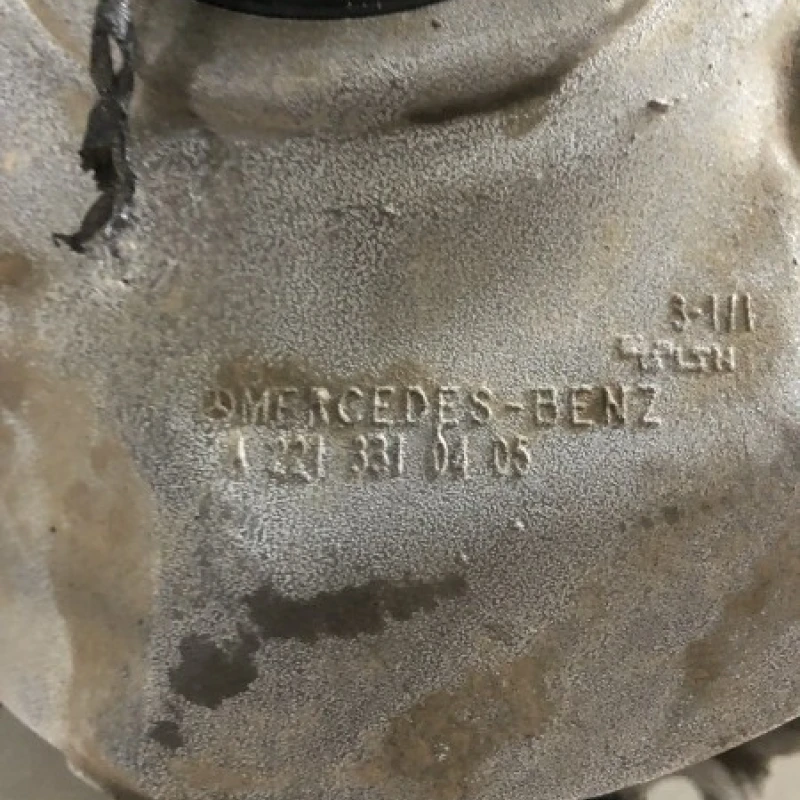 3-1/1
MERCEDES-BENZ
A 221 331 04 05